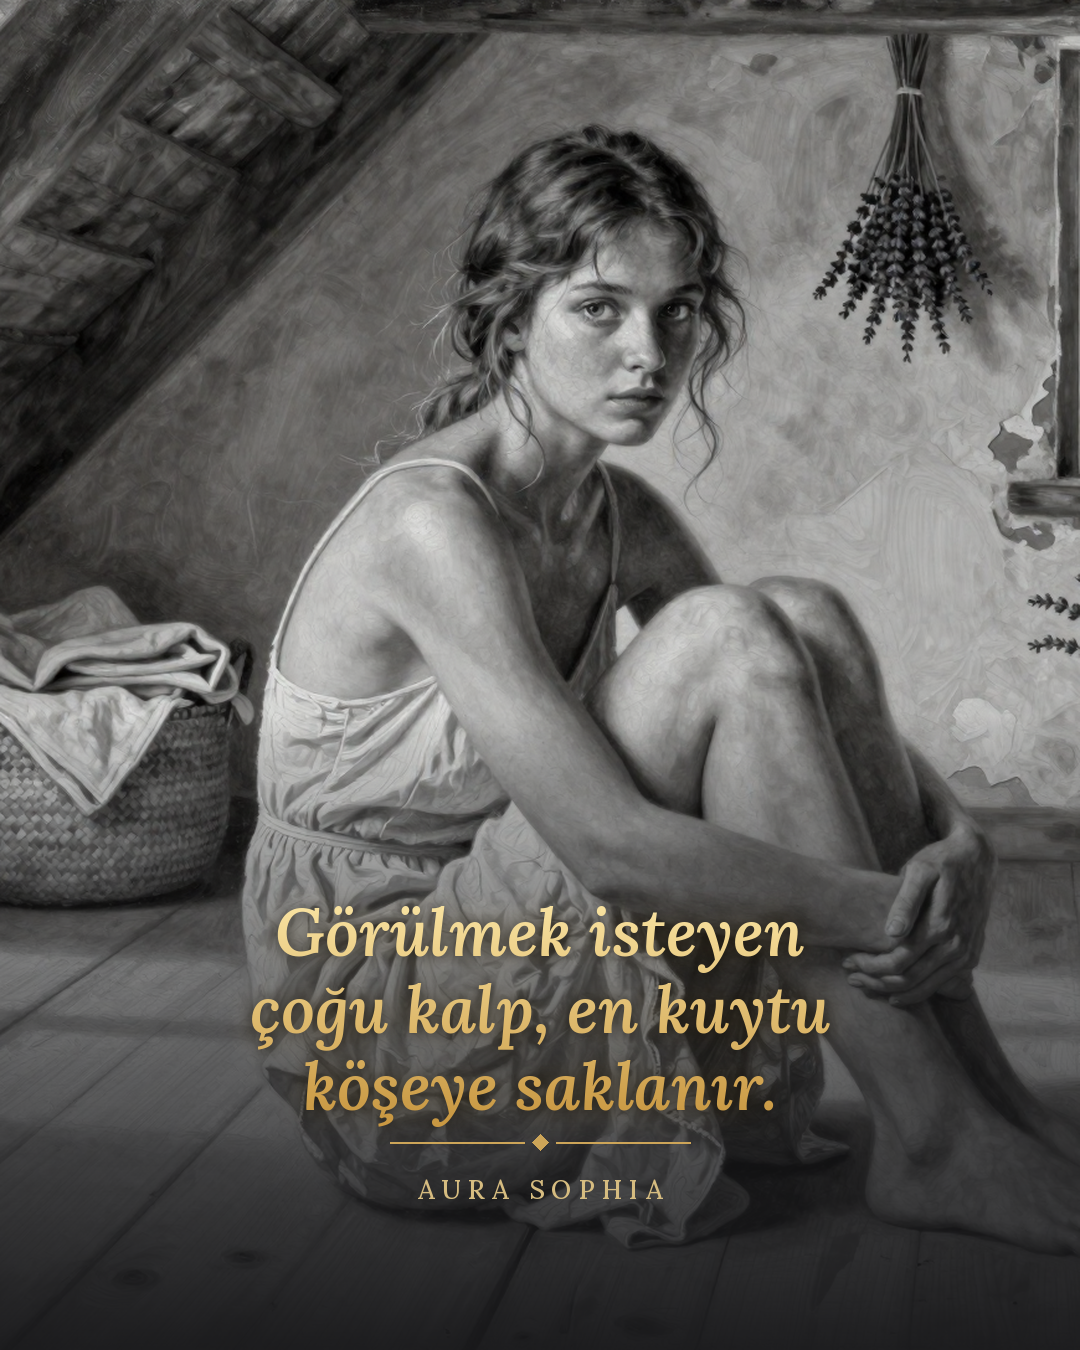 Görülmek isteyen
çoğu kalp, en kuytu
köşeye saklanır.
AURA SOPHIA